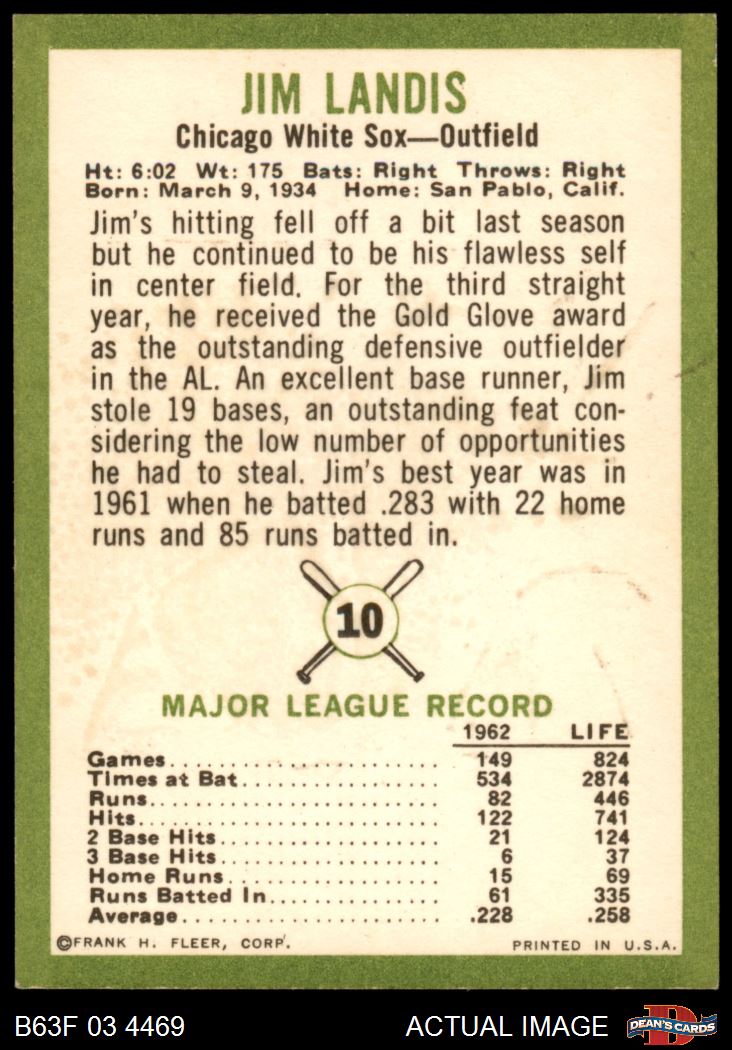 JIM LANDIS
Chicago White Sox—Outfield
Ht: 6:02 Wt: 175 Bats: Right Throws: Right
Born: March 9, 1934 Home: San Pablo, Calif.
Jim's hitting fell off a bit last season
but he continued to be his flawless self
in center field. For the third straight
year, he received the Gold Glove award
as the outstanding defensive outfielder
in the AL. An excellent base runner, Jim
stole 19 bases, an outstanding feat con-
sidering the low number of opportunities
he had to steal. Jim's best year was in
1961 when he batted .283 with 22 home
runs and 85 runs batted in.
10
MAJOR LEAGUE RECORD
1962 LIFE
Games. . . . . . . . . . . . . . . . . . . . . . . . 149 824
Times at Bat. . . . . . . . . . . . . . . . . . 534 2874
Runs. . . . . . . . . . . . . . . . . . . . . . . . . . 82 446
Hits. . . . . . . . . . . . . . . . . . . . . . . . . . . 122 741
2 Base Hits. . . . . . . . . . . . . . . . . . . . 21 124
3 Base Hits. . . . . . . . . . . . . . . . . . . . 6 37
Home Runs. . . . . . . . . . . . . . . . . . . 15 69
Runs Batted In. . . . . . . . . . . . . . . 61 335
Average. . . . . . . . . . . . . . . . . . . . . . . .228 .258
©FRANK H. FLEER, CORP. PRINTED IN U.S.A.
B63F 03 4469 ACTUAL IMAGE D DEAN'S CARDS